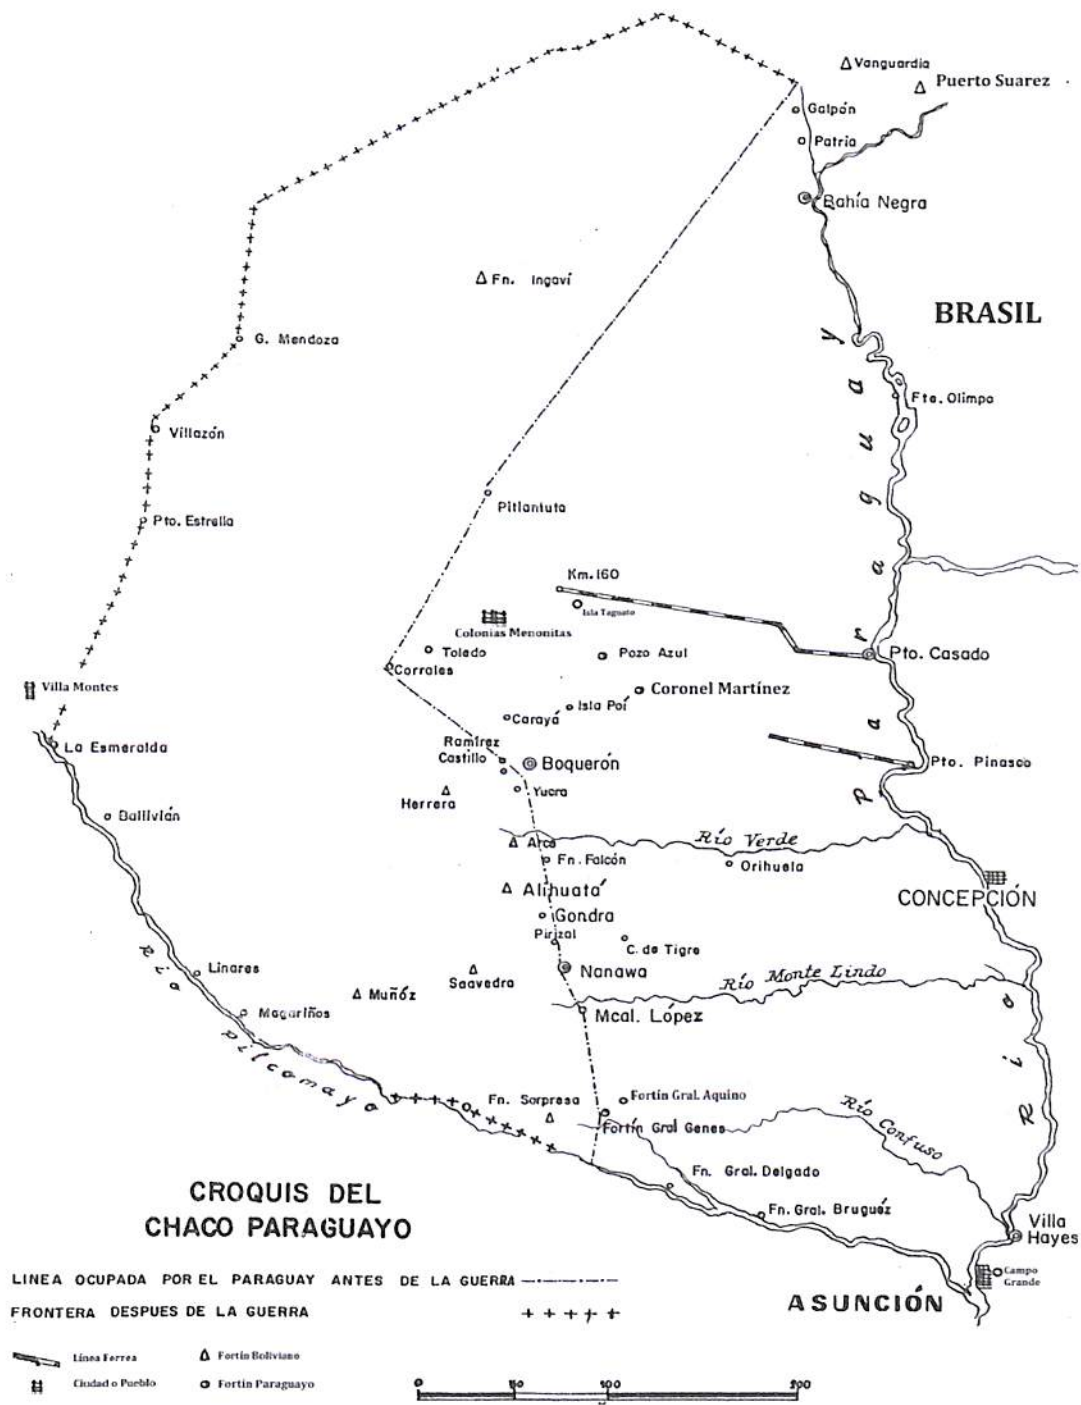 Vanguardia
Puerto Suarez
Galpón
Patria
Bahía Negra
Fn. Ingaví
BRASIL
G. Mendoza
Fte. Olimpo
Villazón
Pitiantuta
Pto. Estrella
Km. 160
Isla Taguato
Colonias Menonitas
Toledo
Pozo Azul
Pto. Casado
Corrales
Villa Montes
Coronel Martínez
Isla Poí
Carayá
La Esmeralda
Ramírez
Castillo
Boquerón
Pto. Pinasco
Yucra
Herrera
Ballivián
Río Verde
Arce
Fn. Falcón
Orihuela
Alihuatá
CONCEPCIÓN
Gondra
Pirizal
C. de Tigre
Nanawa
Linares
Saavedra
Muñóz
Río Monte Lindo
Magariños
Mcal. López
Río Pilcomayo
Río Paraguay
Fn. Sorpresa
Fortín Gral. Aquino
Fortín Gral Genes
Río Confuso
Fn. Gral. Delgado
Fn. Gral. Bruguéz
Villa
Hayes
Campo
Grande
ASUNCIÓN
CROQUIS DEL
CHACO PARAGUAYO
LINEA OCUPADA POR EL PARAGUAY ANTES DE LA GUERRA
FRONTERA DESPUES DE LA GUERRA
Línea Ferrea
Fortín Boliviano
Ciudad o Pueblo
Fortín Paraguayo
0 50 100 200